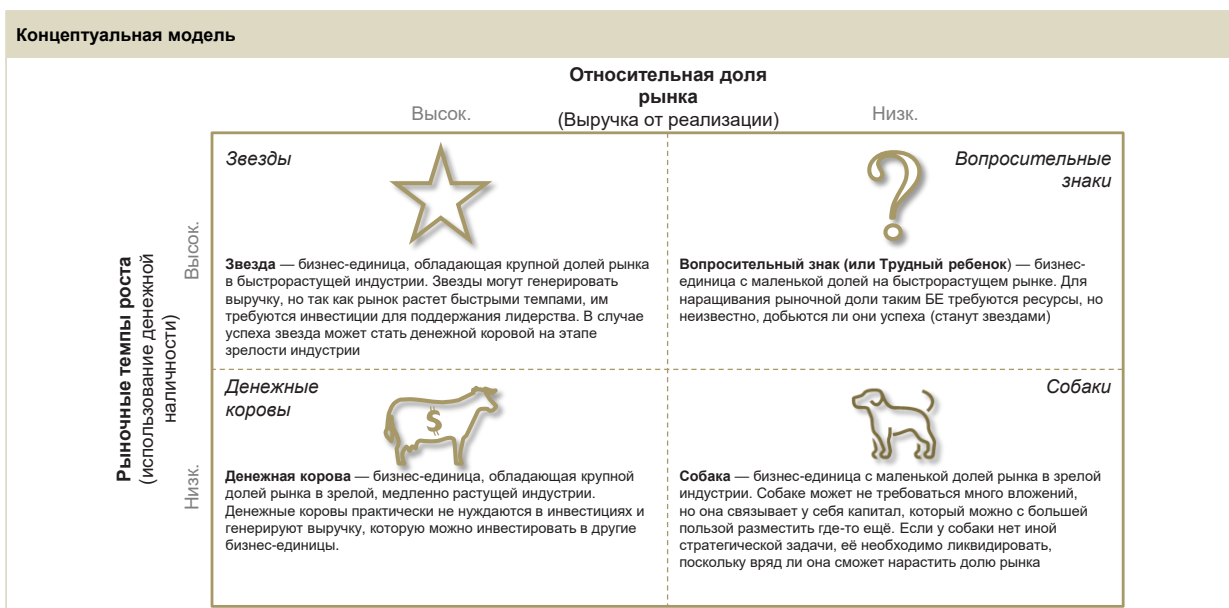 Концептуальная модель
Относительная доля
рынка
(Выручка от реализации)
Высок.
Низк.
Рыночные темпы роста
(использование денежной
наличности)
Высок.
Низк.
Звезды
Звезда — бизнес-единица, обладающая крупной долей рынка
в быстрорастущей индустрии. Звезды могут генерировать
выручку, но так как рынок растет быстрыми темпами, им
требуются инвестиции для поддержания лидерства. В случае
успеха звезда может стать денежной коровой на этапе
зрелости индустрии
Вопросительные
знаки
Вопросительный знак (или Трудный ребенок) — бизнес-
единица с маленькой долей на быстрорастущем рынке. Для
наращивания рыночной доли таким БЕ требуются ресурсы, но
неизвестно, добьются ли они успеха (станут звездами)
Денежные
коровы
$
Денежная корова — бизнес-единица, обладающая крупной
долей рынка в зрелой, медленно растущей индустрии.
Денежные коровы практически не нуждаются в инвестициях и
генерируют выручку, которую можно инвестировать в другие
бизнес-единицы.
Собаки
Собака — бизнес-единица с маленькой долей рынка в зрелой
индустрии. Собаке может не требоваться много вложений,
но она связывает у себя капитал, который можно с большей
пользой разместить где-то ещё. Если у собаки нет иной
стратегической задачи, её необходимо ликвидировать,
поскольку вряд ли она сможет нарастить долю рынка